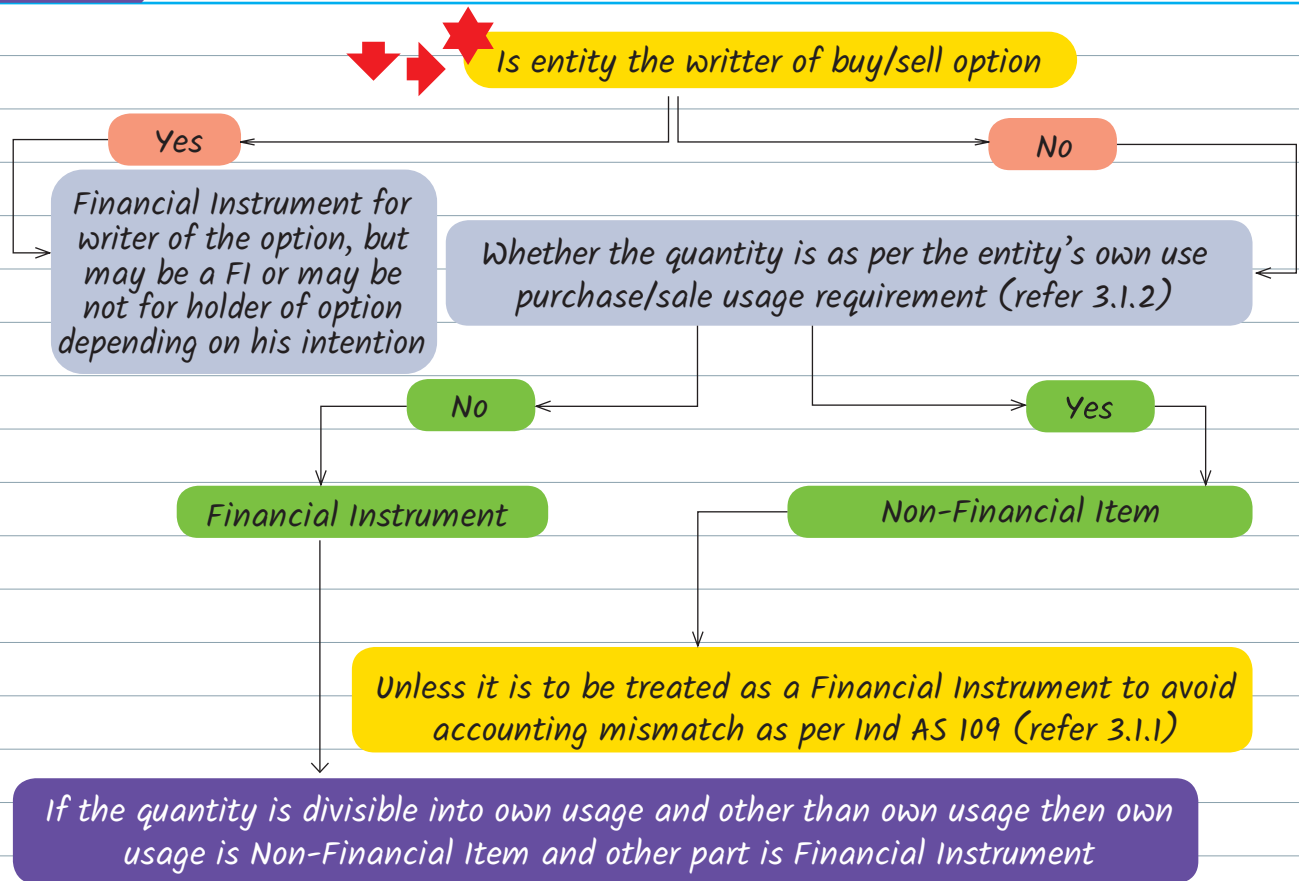 Is entity the writter of buy/sell option
Yes
No
Financial Instrument for
writer of the option, but
may be a FI or may be
not for holder of option
depending on his intention
Whether the quantity is as per the entity’s own use
purchase/sale usage requirement (refer 3.1.2)
No
Yes
Financial Instrument
Non-Financial Item
Unless it is to be treated as a Financial Instrument to avoid
accounting mismatch as per Ind AS 109 (refer 3.1.1)
If the quantity is divisible into own usage and other than own usage then own
usage is Non-Financial Item and other part is Financial Instrument